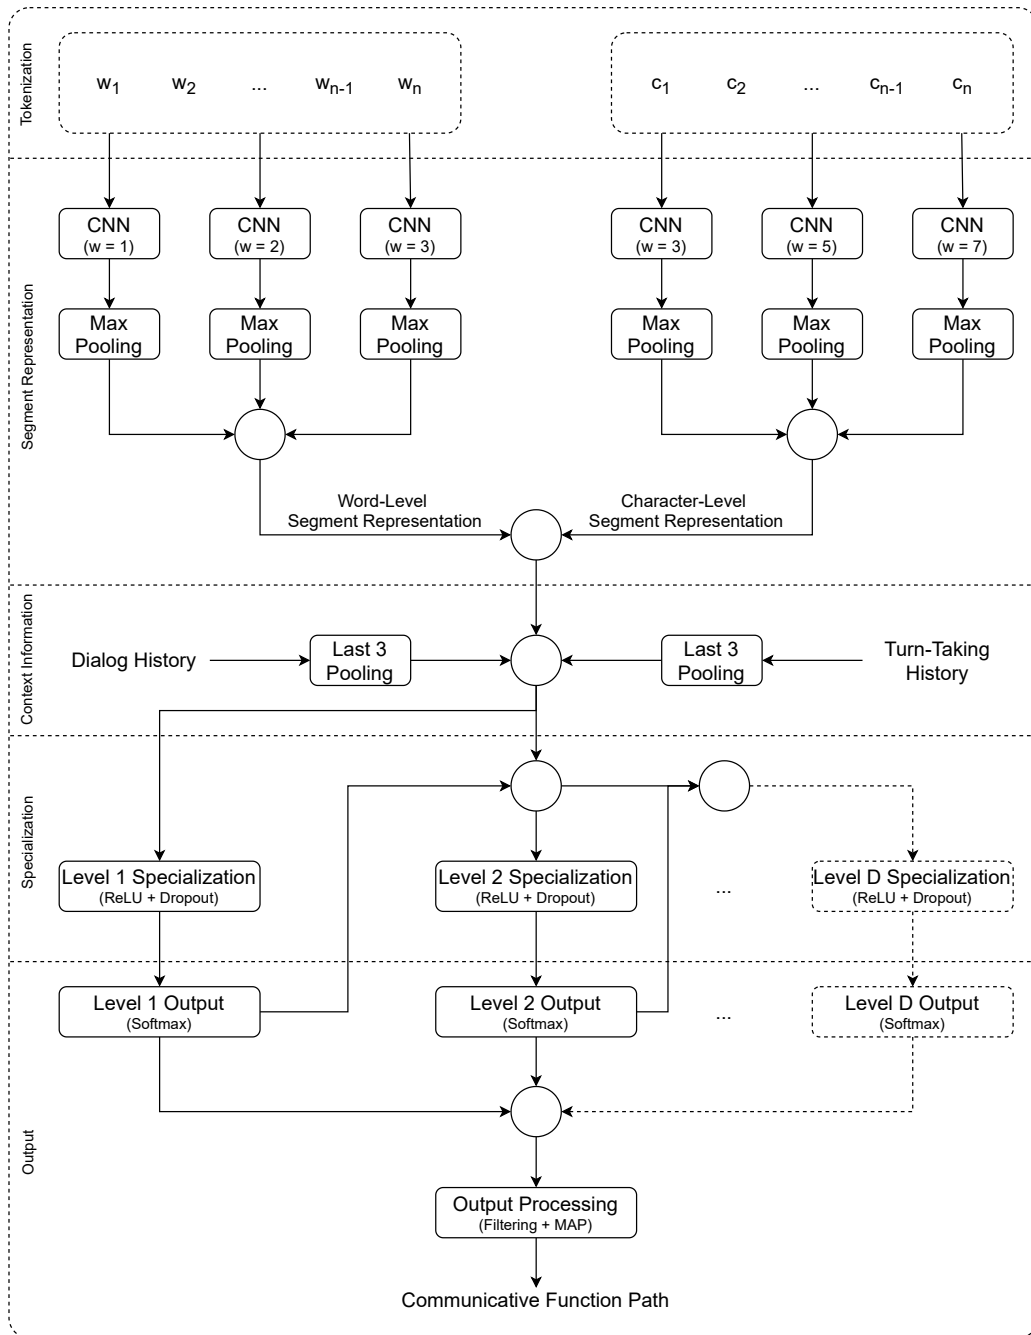 Tokenization
w1 w2 ... wn-1 wn
c1 c2 ... cn-1 cn
Segment Representation
CNN
(w = 1)
CNN
(w = 2)
CNN
(w = 3)
CNN
(w = 3)
CNN
(w = 5)
CNN
(w = 7)
Max
Pooling
Max
Pooling
Max
Pooling
Max
Pooling
Max
Pooling
Max
Pooling
Word-Level
Segment Representation
Character-Level
Segment Representation
Context Information
Dialog History
Last 3
Pooling
Last 3
Pooling
Turn-Taking
History
Specialization
Level 1 Specialization
(ReLU + Dropout)
Level 2 Specialization
(ReLU + Dropout)
...
Level D Specialization
(ReLU + Dropout)
Output
Level 1 Output
(Softmax)
Level 2 Output
(Softmax)
...
Level D Output
(Softmax)
Output Processing
(Filtering + MAP)
Communicative Function Path